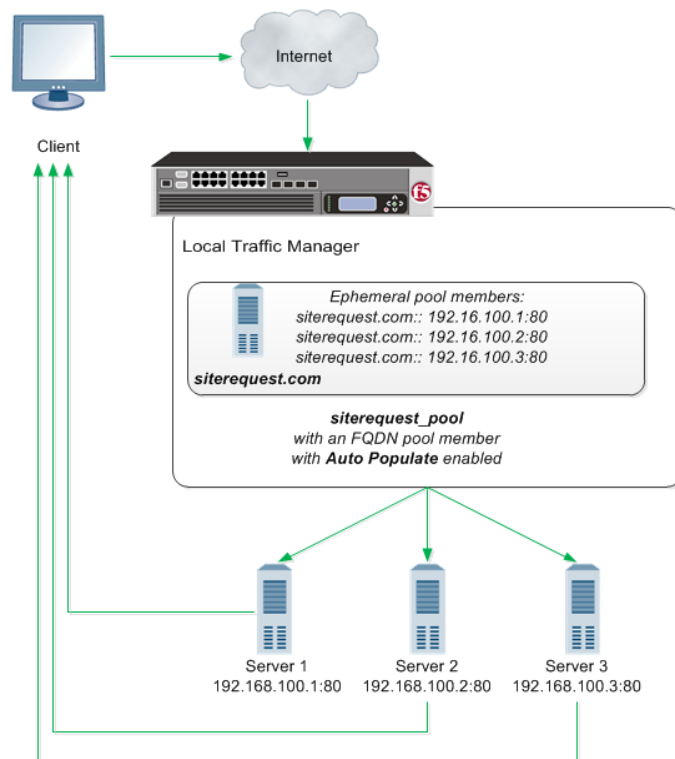 Internet
Client
f5
Local Traffic Manager
Ephemeral pool members:
siterequest.com:: 192.16.100.1:80
siterequest.com:: 192.16.100.2:80
siterequest.com:: 192.16.100.3:80
siterequest.com
siterequest_pool
with an FQDN pool member
with Auto Populate enabled
Server 1
192.168.100.1:80
Server 2
192.168.100.2:80
Server 3
192.168.100.3:80